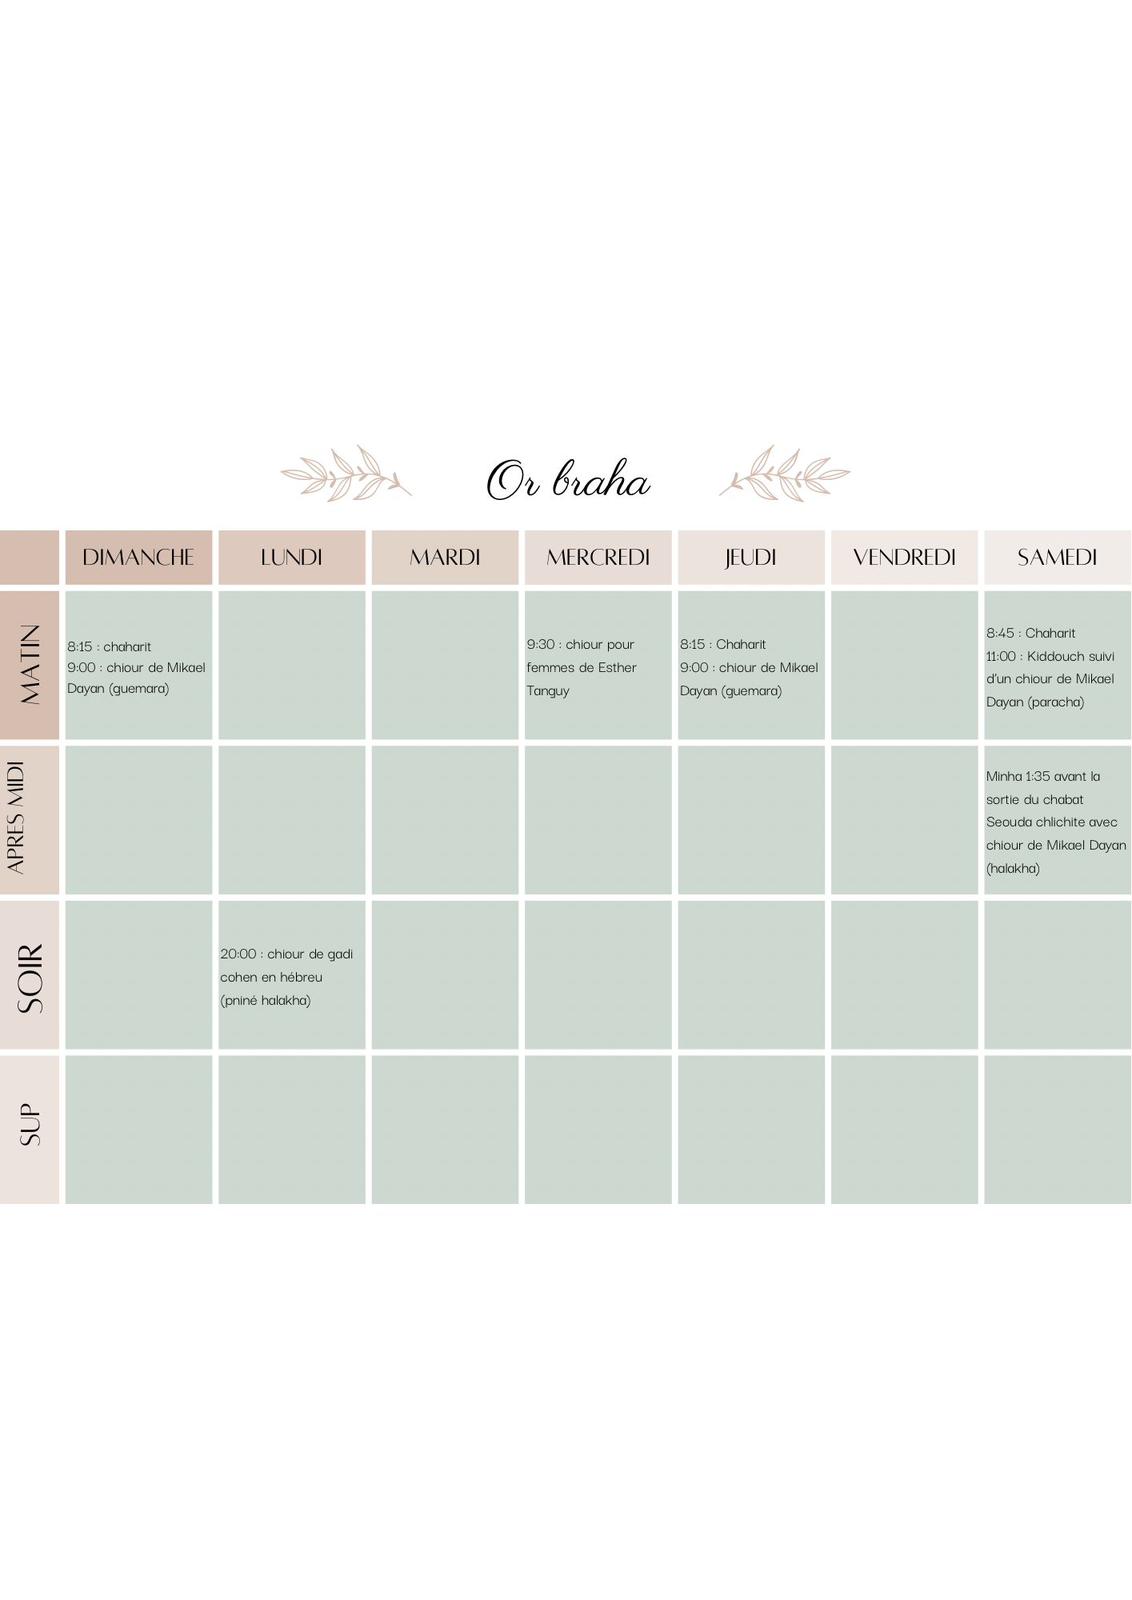 Or braha
DIMANCHE
LUNDI
MARDI
MERCREDI
JEUDI
VENDREDI
SAMEDI
MATIN
8:15 : chaharit
9:00 : chiour de Mikael
Dayan (guemara)
9:30 : chiour pour
femmes de Esther
Tanguy
8:15 : Chaharit
9:00 : chiour de Mikael
Dayan (guemara)
8:45 : Chaharit
11:00 : Kiddouch suivi
d'un chiour de Mikael
Dayan (paracha)
APRES MIDI
Minha 1:35 avant la
sortie du chabat
Seouda chlichite avec
chiour de Mikael Dayan
(halakha)
SOIR
20:00 : chiour de gadi
cohen en hébreu
(pniné halakha)
SUP